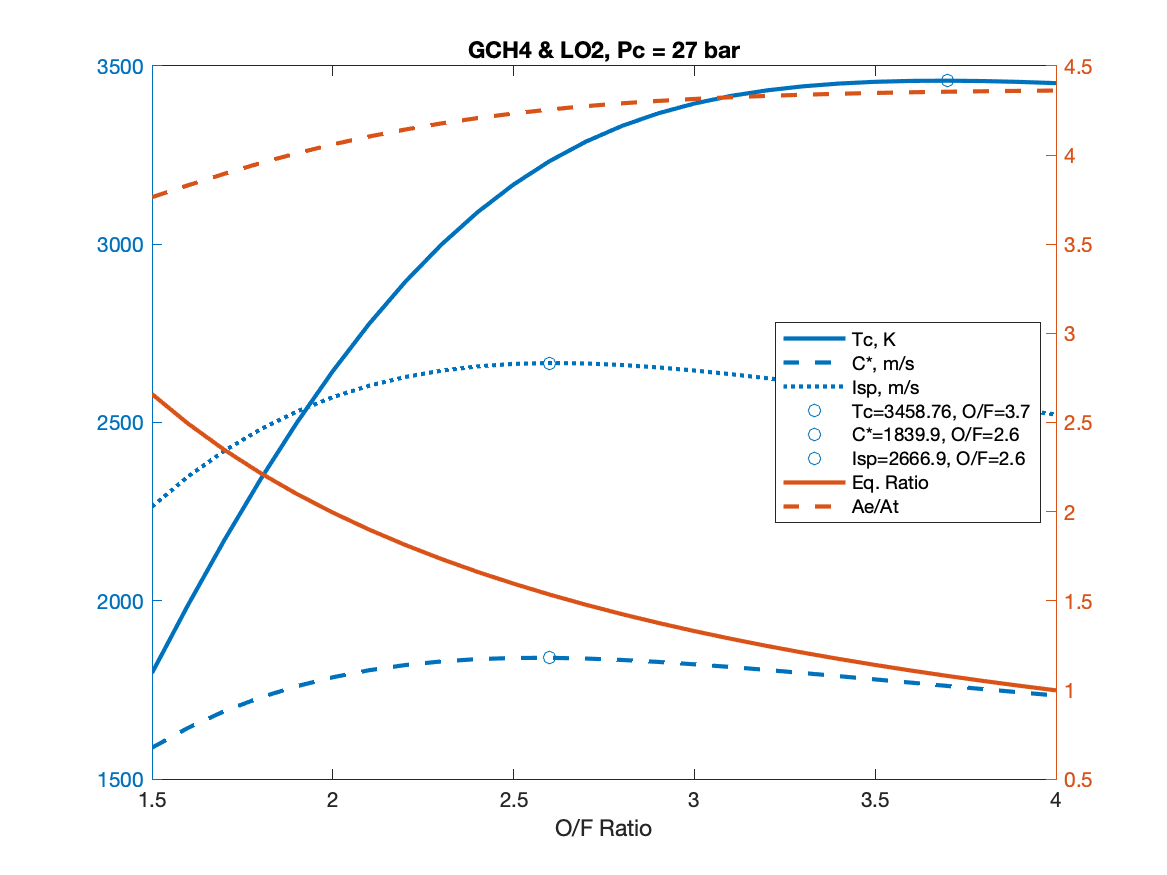 GCH4 & LO2, Pc = 27 bar
3500
3000
2500
2000
1500
4.5
4
3.5
3
2.5
2
1.5
1
0.5
Tc, K
C*, m/s
Isp, m/s
Tc=3458.76, O/F=3.7
C*=1839.9, O/F=2.6
Isp=2666.9, O/F=2.6
Eq. Ratio
Ae/At
1.5 2 2.5 3 3.5 4
O/F Ratio